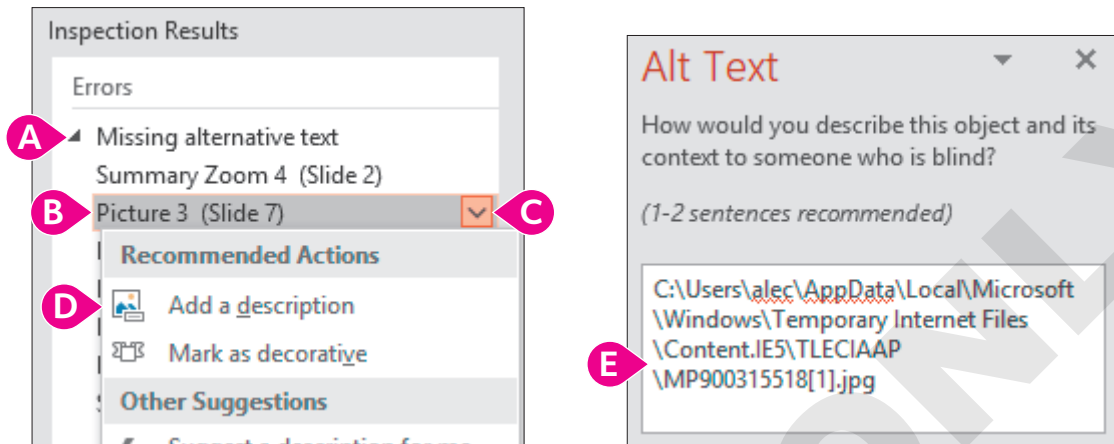 Inspection Results
Errors
A
Missing alternative text
Summary Zoom 4 (Slide 2)
B
Picture 3 (Slide 7)
C
Recommended Actions
D
Add a description
Mark as decorative
Other Suggestions
Alt Text
How would you describe this object and its
context to someone who is blind?
(1-2 sentences recommended)
E
C:\Users\alec\AppData\Local\Microsoft
\Windows\Temporary Internet Files
\Content.IE5\TLECIAAP
\MP900315518[1].jpg